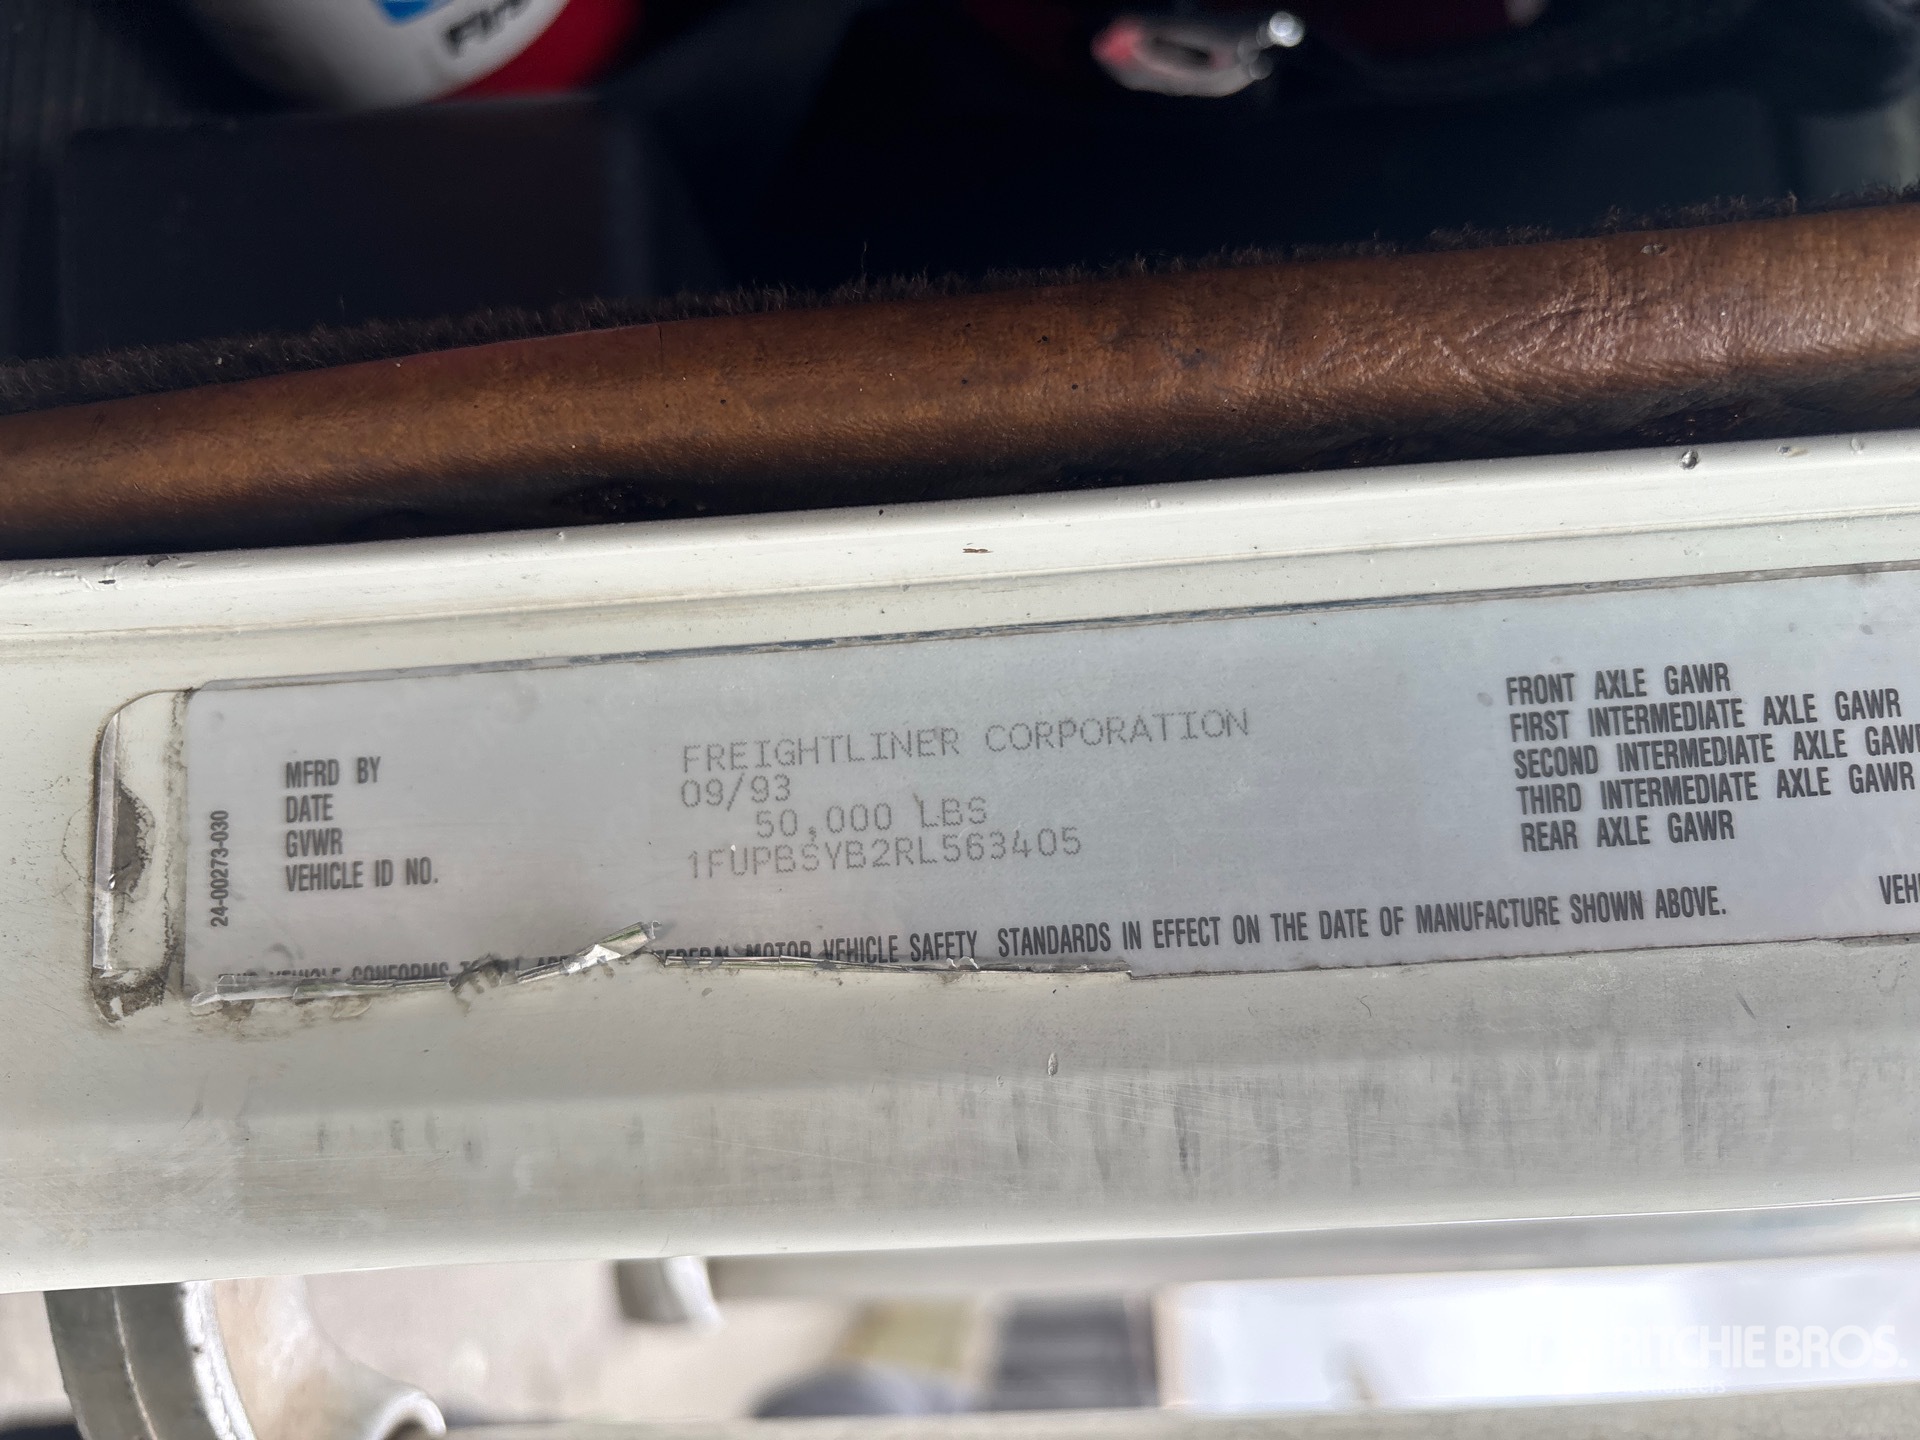 MFRD BY FREIGHTLINER CORPORATION
DATE 09/93
GVWR 50,000 LBS
VEHICLE ID NO. 1FUPBSYB2RL563405
24-00273-030
VEHICLE CONFORMS FEDERAL MOTOR VEHICLE SAFETY STANDARDS IN EFFECT ON THE DATE OF MANUFACTURE SHOWN ABOVE.
FRONT AXLE GAWR
FIRST INTERMEDIATE AXLE GAWR
SECOND INTERMEDIATE AXLE GAWR
THIRD INTERMEDIATE AXLE GAWR
REAR AXLE GAWR
RITCHIE BROS.